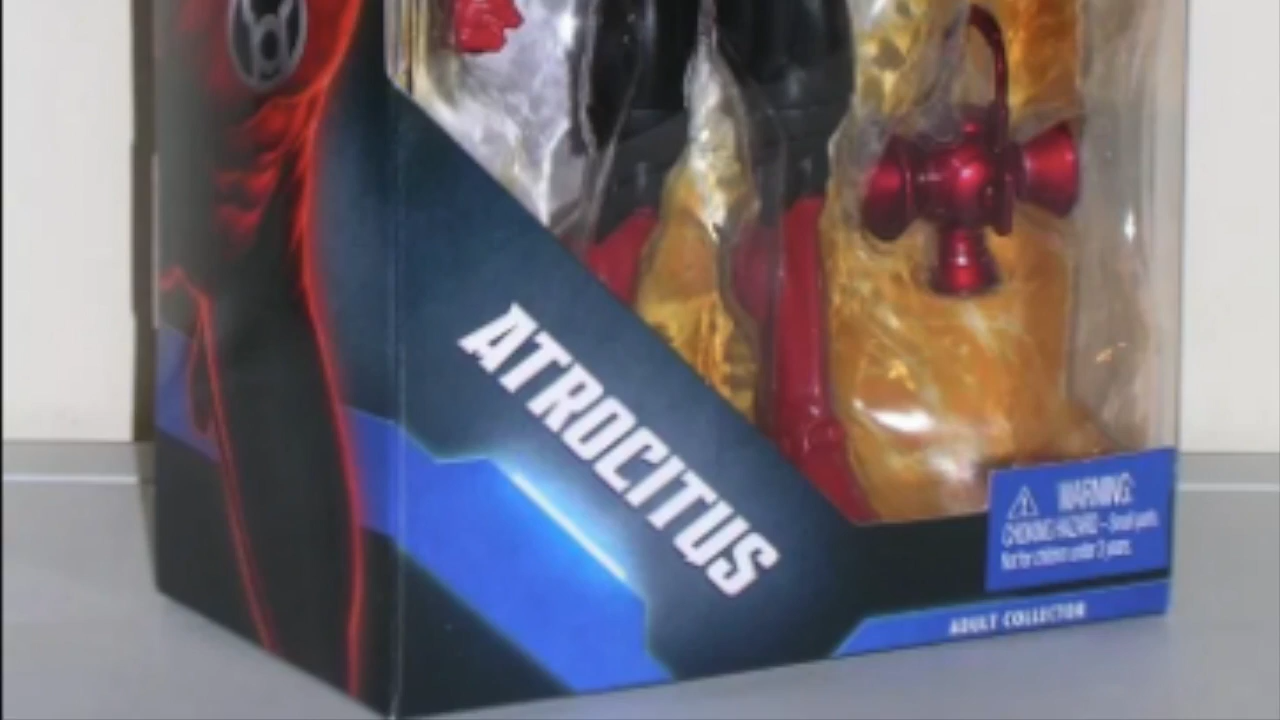 ATROCITUS
WARNING:
CHOKING HAZARD – Small parts.
Not for children under 3 years.
ADULT COLLECTOR